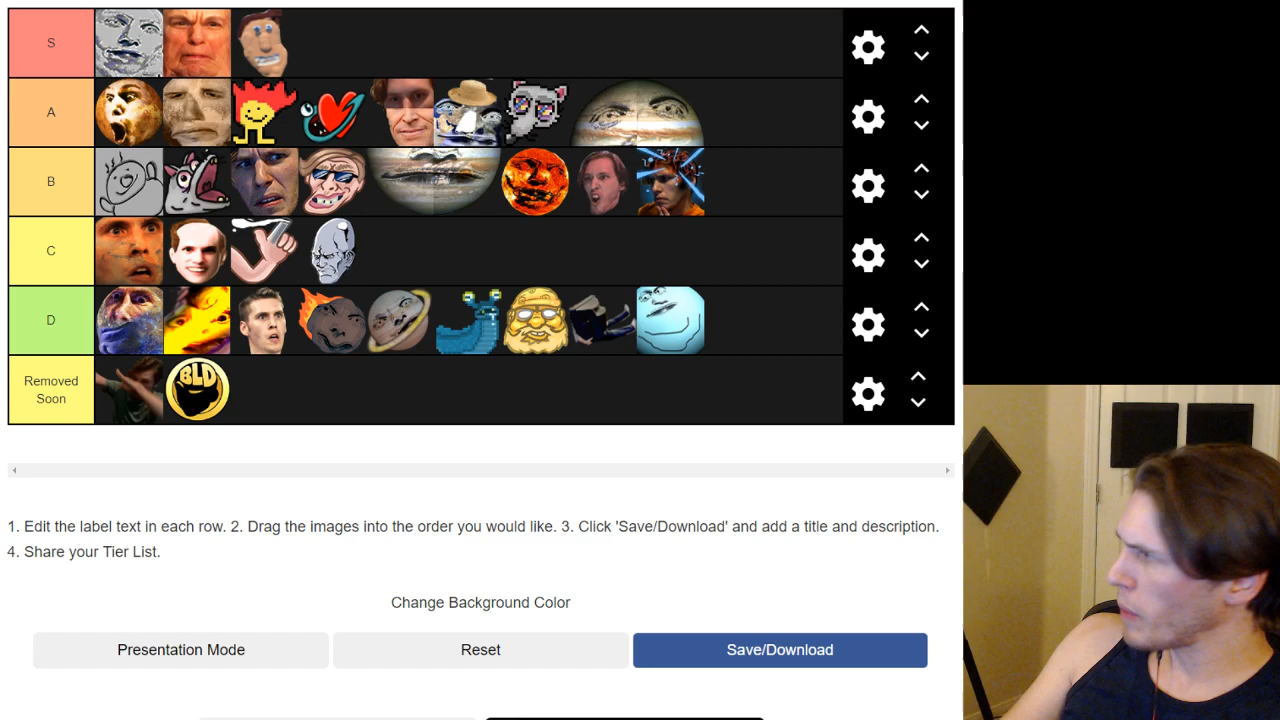 S
A
B
C
D
Removed
Soon
BLD
1. Edit the label text in each row. 2. Drag the images into the order you would like. 3. Click 'Save/Download' and add a title and description.
4. Share your Tier List.
Change Background Color
Presentation Mode
Reset
Save/Download